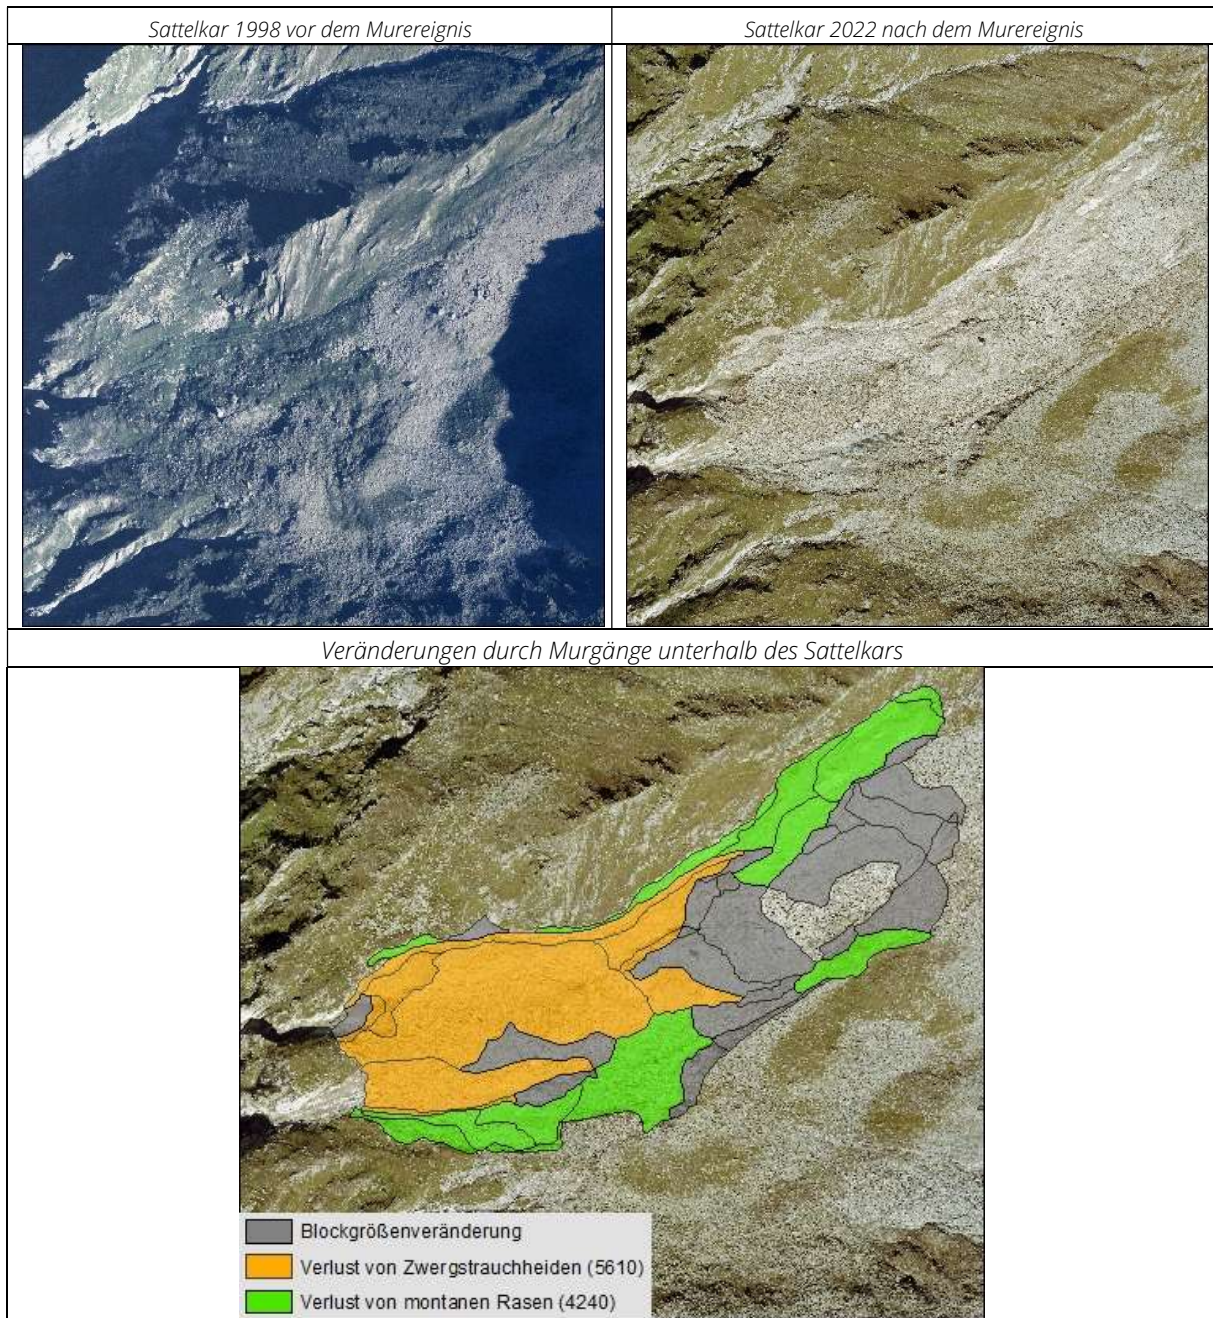 Sattelkar 1998 vor dem Murereignis
Sattelkar 2022 nach dem Murereignis
Veränderungen durch Murgänge unterhalb des Sattelkars
Blockgrößenveränderung
Verlust von Zwergstrauchheiden (5610)
Verlust von montanen Rasen (4240)